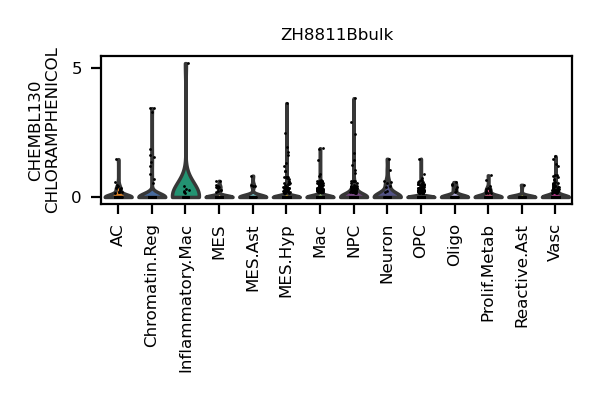 ZH8811Bbulk
CHEMBL130
CHLORAMPHENICOL
5
0
AC
Chromatin.Reg
Inflammatory.Mac
MES
MES.Ast
MES.Hyp
Mac
NPC
Neuron
OPC
Oligo
Prolif.Metab
Reactive.Ast
Vasc